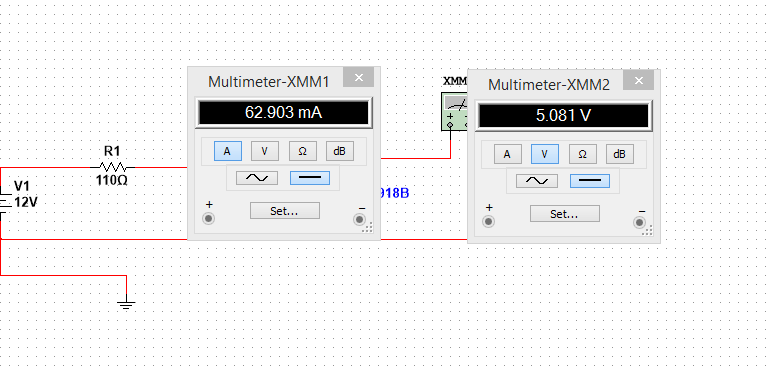 XMM
Multimeter-XMM1
Multimeter-XMM2
62.903 mA
5.081 V
A V Ω dB
A V Ω dB
R1
110Ω
V1
12V
918B
+ −
Set...
+ −
Set...
+ −